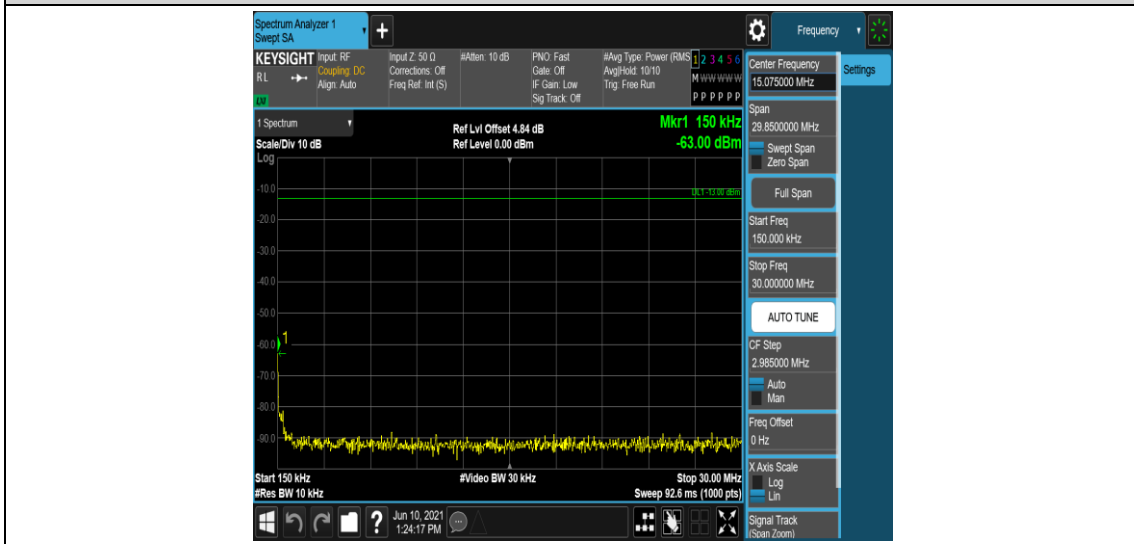 Spectrum Analyzer 1
Swept SA
+
Frequency
KEYSIGHT
RL
LXI
Input: RF
Coupling: DC
Align: Auto
Input Z: 50 Ω
Corrections: Off
Freq Ref: Int (S)
#Atten: 10 dB
PNO: Fast
Gate: Off
IF Gain: Low
Sig Track: Off
#Avg Type: Power (RMS
Avg|Hold: 10/10
Trig: Free Run
1 2 3 4 5 6
M W W W W W
P P P P P P
1 Spectrum
Scale/Div 10 dB
Log
Ref Lvl Offset 4.84 dB
Ref Level 0.00 dBm
Mkr1 150 kHz
-63.00 dBm
DL1 -13.00 dBm
-10.0
-20.0
-30.0
-40.0
-50.0
-60.0
-70.0
-80.0
-90.0
1
Start 150 kHz
#Res BW 10 kHz
#Video BW 30 kHz
Stop 30.00 MHz
Sweep 92.6 ms (1000 pts)
?
Jun 10, 2021
1:24:17 PM
Center Frequency
15.075000 MHz
Span
29.8500000 MHz
Swept Span
Zero Span
Full Span
Start Freq
150.000 kHz
Stop Freq
30.000000 MHz
AUTO TUNE
CF Step
2.985000 MHz
Auto
Man
Freq Offset
0 Hz
X Axis Scale
Log
Lin
Signal Track
(Span Zoom)
Settings